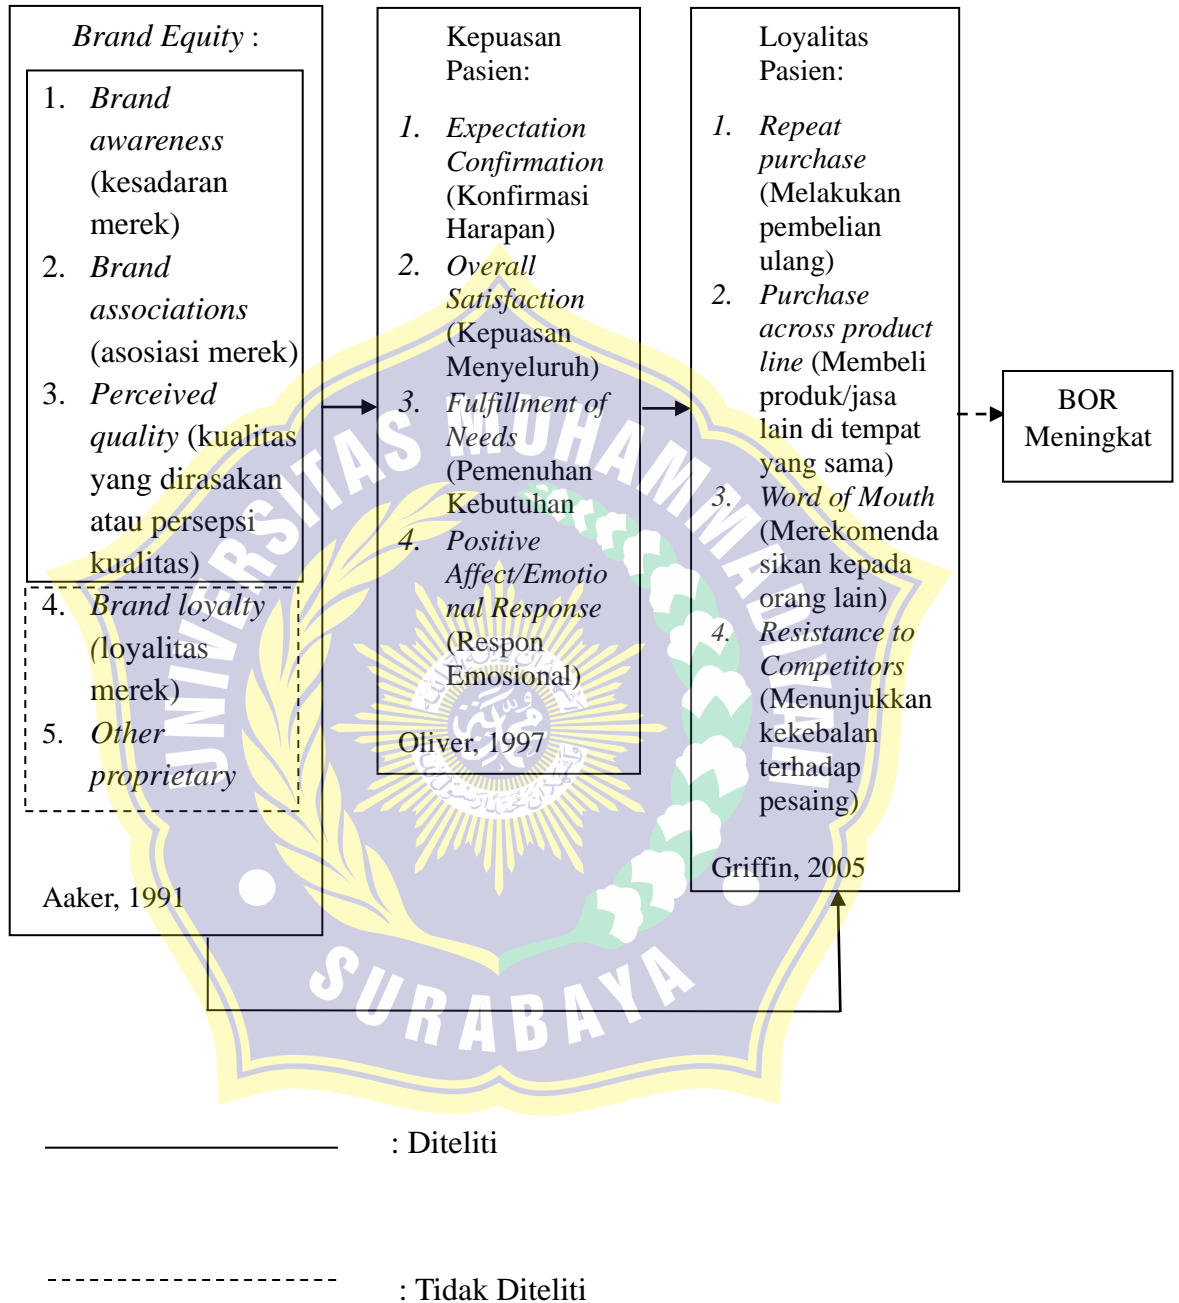 Brand Equity :
1. Brand
awareness
(kesadaran
merek)
2. Brand
associations
(asosiasi merek)
3. Perceived
quality (kualitas
yang dirasakan
atau persepsi
kualitas)
4. Brand loyalty
(loyalitas
merek)
5. Other
proprietary
Aaker, 1991
Kepuasan
Pasien:
1. Expectation
Confirmation
(Konfirmasi
Harapan)
2. Overall
Satisfaction
(Kepuasan
Menyeluruh)
3. Fulfillment of
Needs
(Pemenuhan
Kebutuhan
4. Positive
Affect/Emotio
nal Response
(Respon
Emosional)
Oliver, 1997
Loyalitas
Pasien:
1. Repeat
purchase
(Melakukan
pembelian
ulang)
2. Purchase
across product
line (Membeli
produk/jasa
lain di tempat
yang sama)
3. Word of Mouth
(Merekomenda
sikan kepada
orang lain)
4. Resistance to
Competitors
(Menunjukkan
kekebalan
terhadap
pesaing)
Griffin, 2005
BOR
Meningkat
UNIVERSITAS MUHAMMADIYAH
SURABAYA
: Diteliti
: Tidak Diteliti